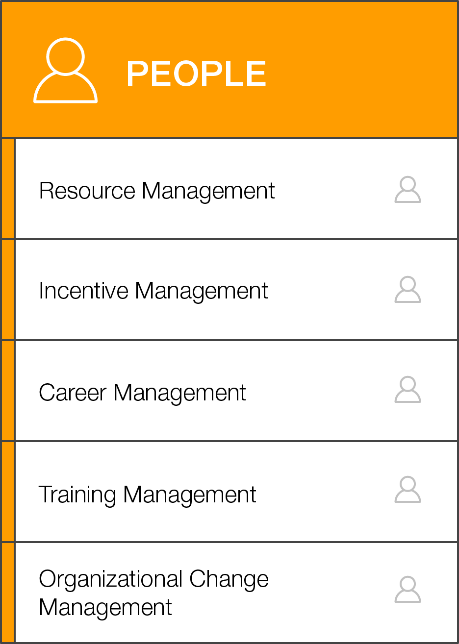 PEOPLE
Resource Management
Incentive Management
Career Management
Training Management
Organizational Change
Management